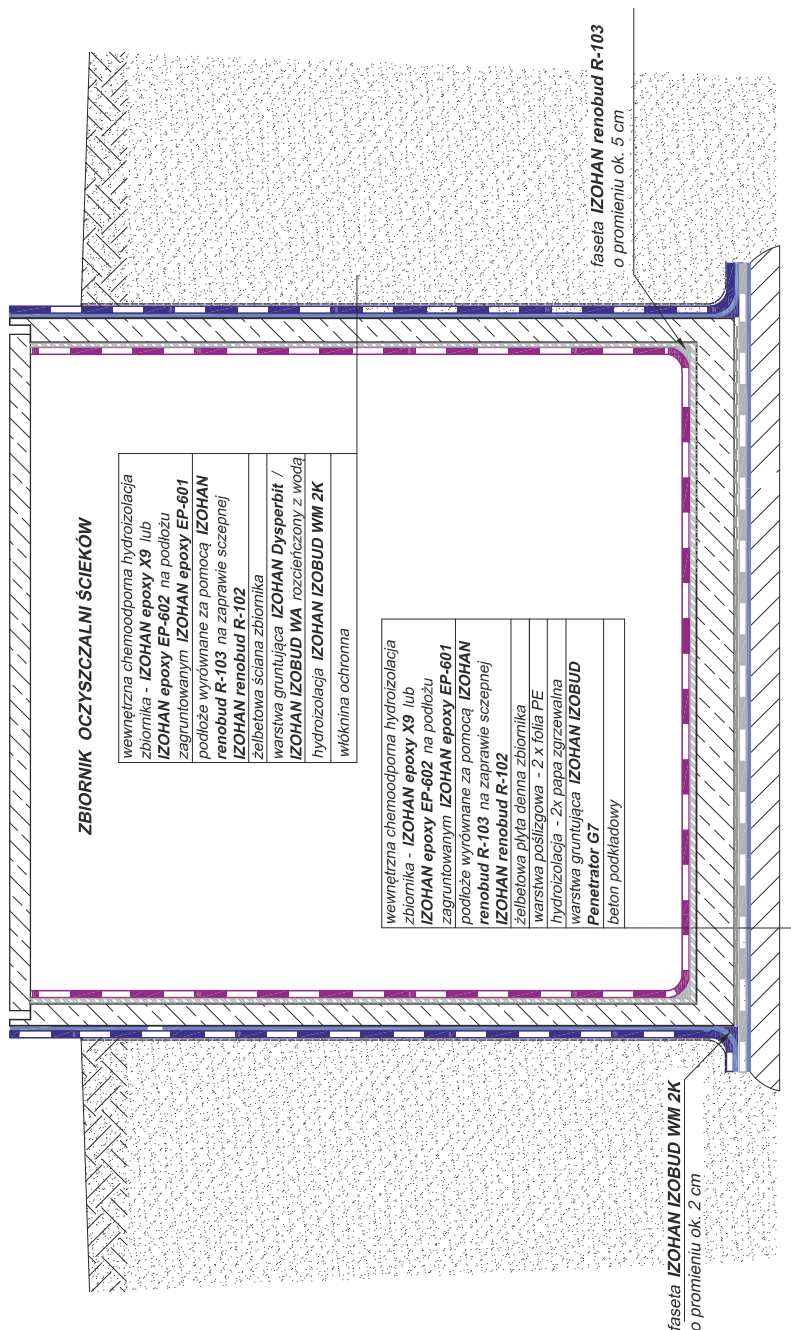 ZBIORNIK OCZYSZCZALNI ŚCIEKÓW
wewnętrzna chemoodporna hydroizolacja
zbiornika - IZOHAN epoxy X9 lub
IZOHAN epoxy EP-602 na podłożu
zagruntowanym IZOHAN epoxy EP-601
podłoże wyrównane za pomocą IZOHAN
renobud R-103 na zaprawie sczepnej
IZOHAN renobud R-102
żelbetowa ściana zbiornika
warstwa gruntująca IZOHAN Dysperbit /
IZOHAN IZOBUD WA rozcieńczony z wodą
hydroizolacja IZOHAN IZOBUD WM 2K
włóknina ochronna
wewnętrzna chemoodporna hydroizolacja
zbiornika - IZOHAN epoxy X9 lub
IZOHAN epoxy EP-602 na podłożu
zagruntowanym IZOHAN epoxy EP-601
podłoże wyrównane za pomocą IZOHAN
renobud R-103 na zaprawie sczepnej
IZOHAN renobud R-102
żelbetowa płyta denna zbiornika
warstwa poślizgowa - 2 x folia PE
hydroizolacja - 2x papa zgrzewalna
warstwa gruntująca IZOHAN IZOBUD
Penetrator G7
beton podkładowy
faseta IZOHAN renobud R-103
o promieniu ok. 5 cm
faseta IZOHAN IZOBUD WM 2K
o promieniu ok. 2 cm